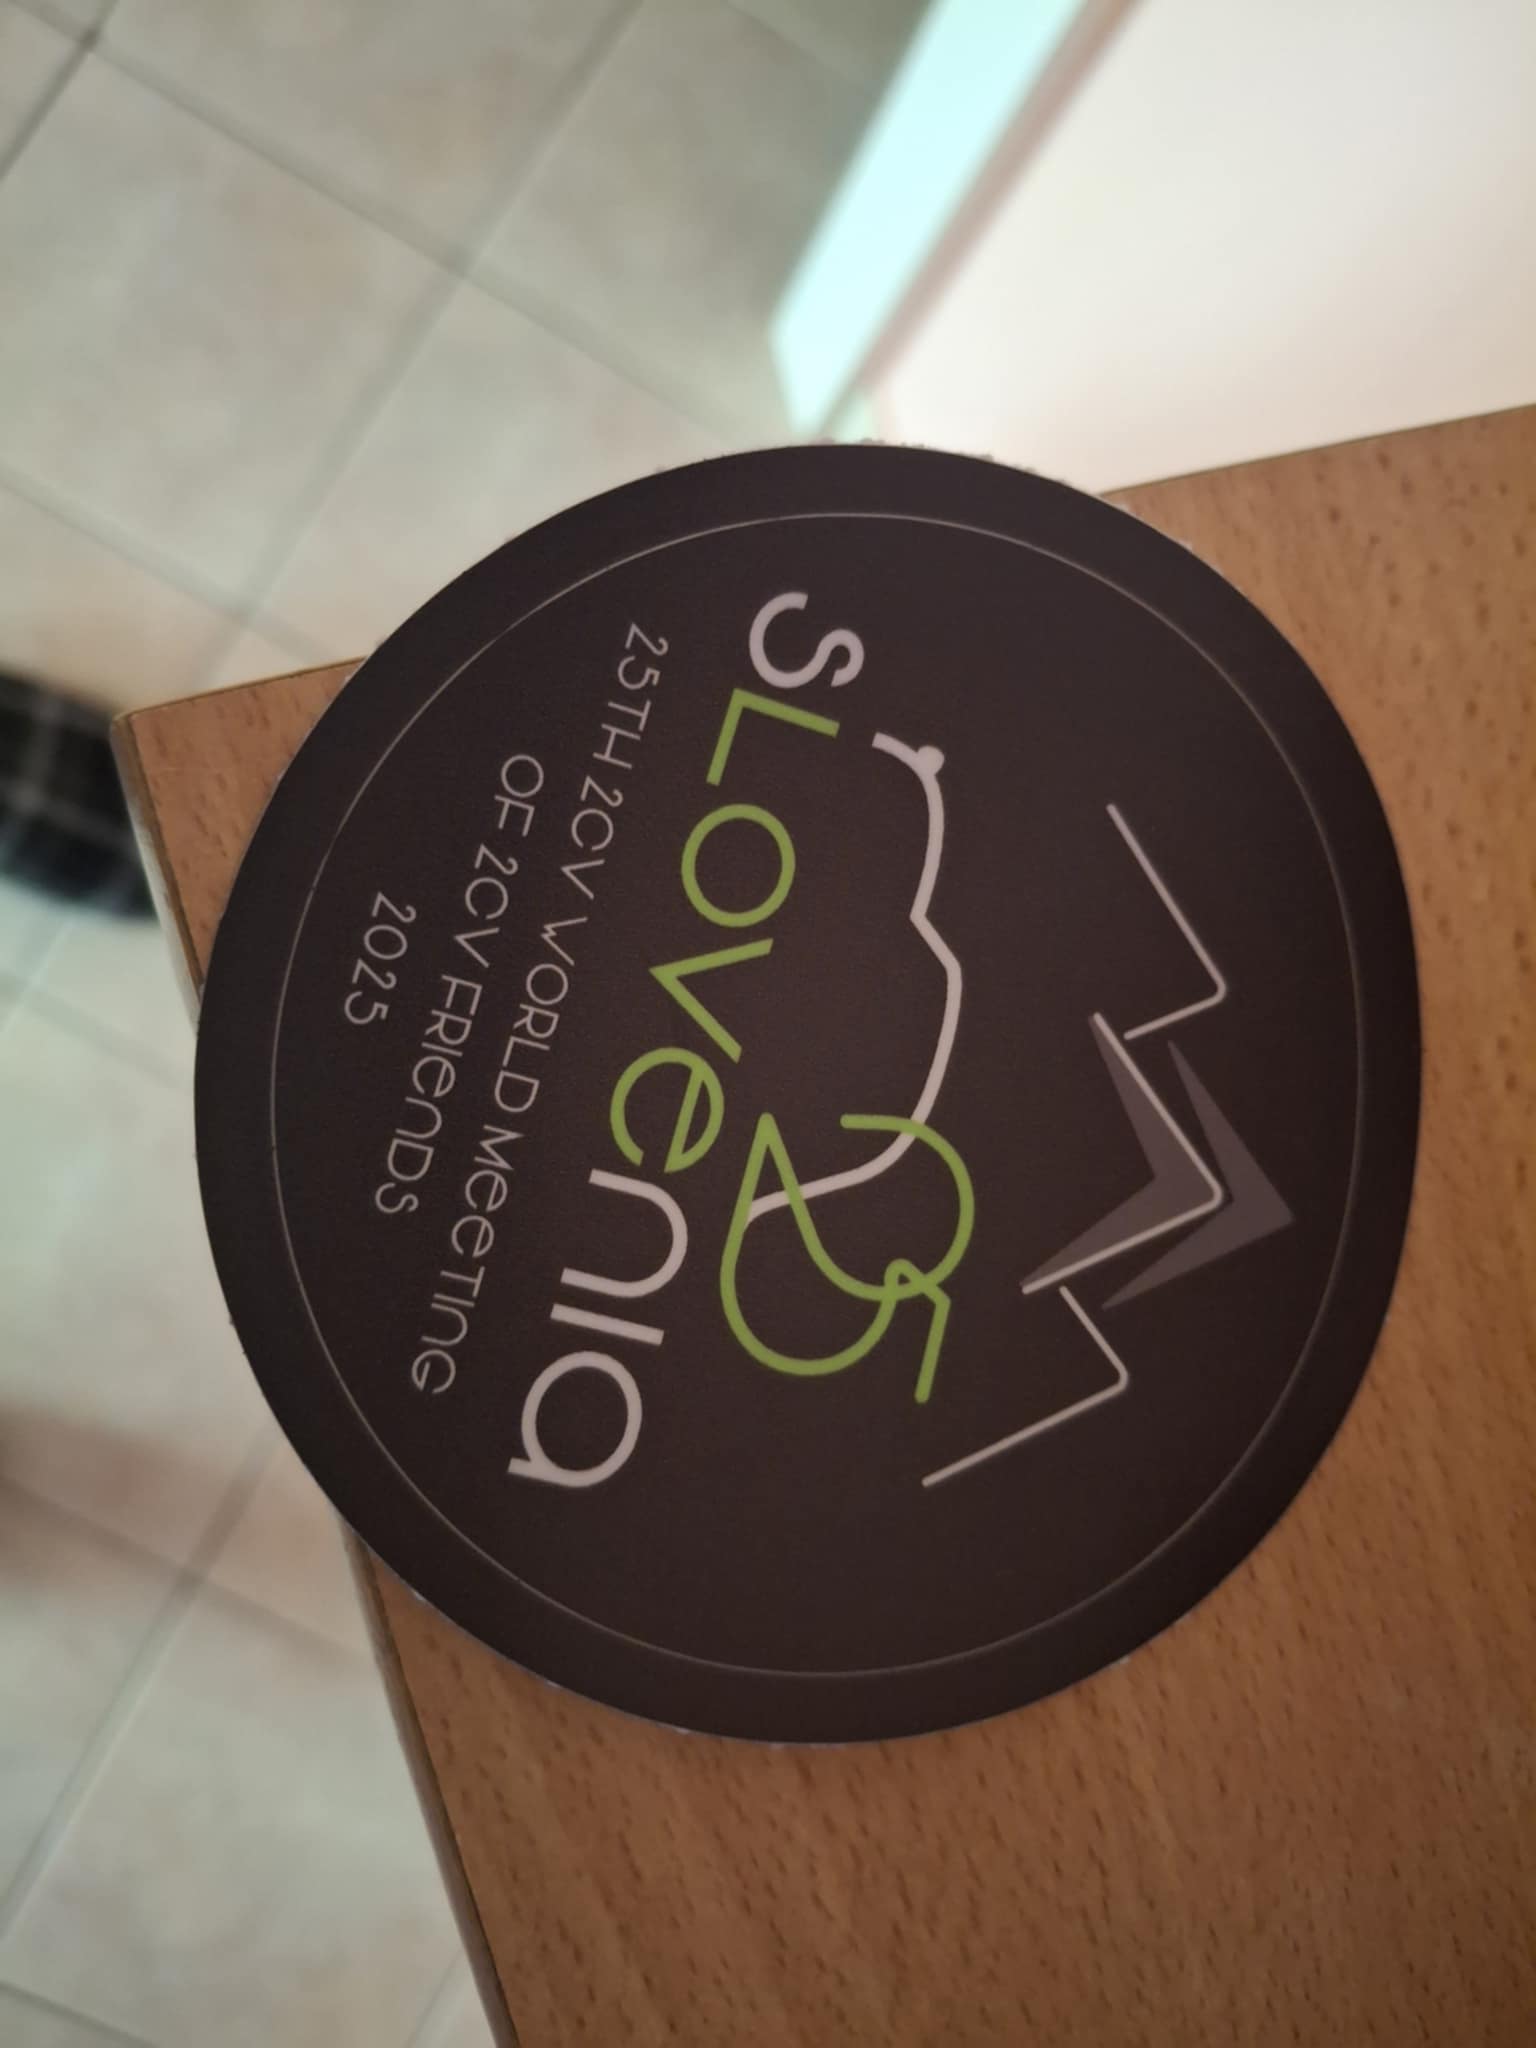 25
SLOVenia
25TH 2CV WORLD MeeTInG
OF 2CV FRIenDS
2025